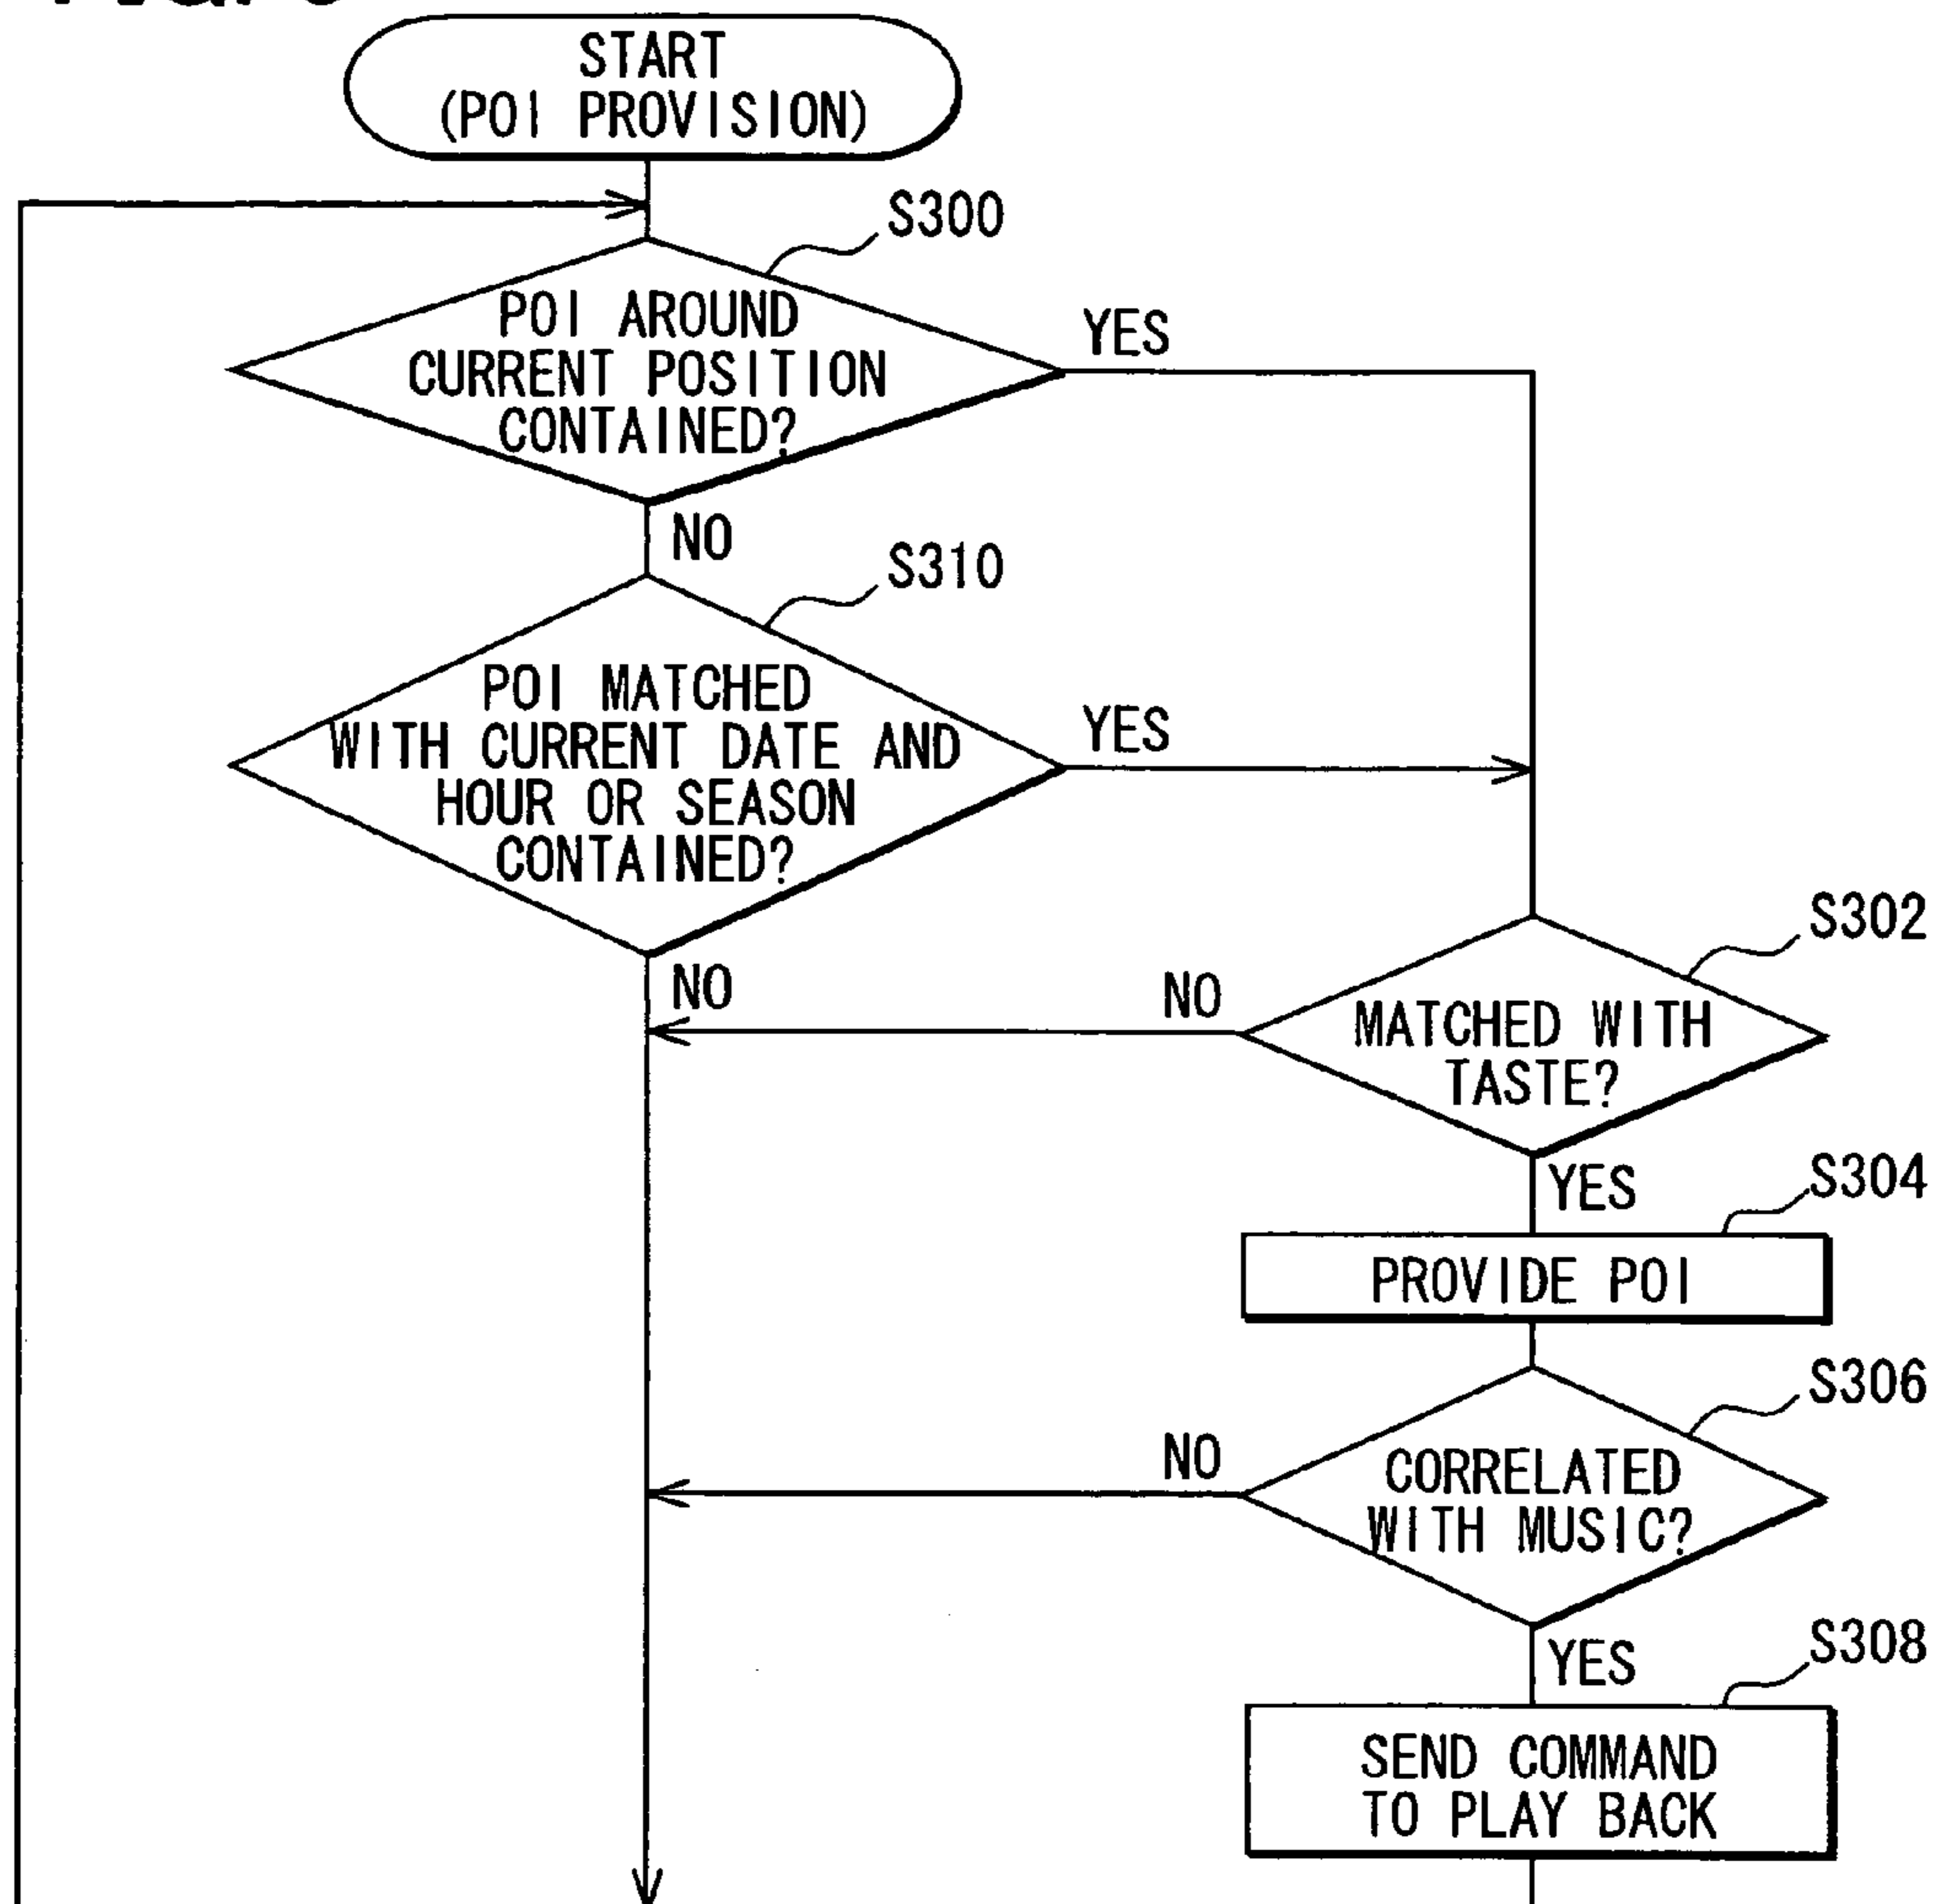 START
(POI PROVISION)
S300
POI AROUND
CURRENT POSITION
CONTAINED?
YES
NO
S310
POI MATCHED
WITH CURRENT DATE AND
HOUR OR SEASON
CONTAINED?
YES
NO
S302
MATCHED WITH
TASTE?
NO
YES
S304
PROVIDE POI
S306
CORRELATED
WITH MUSIC?
NO
YES
S308
SEND COMMAND
TO PLAY BACK